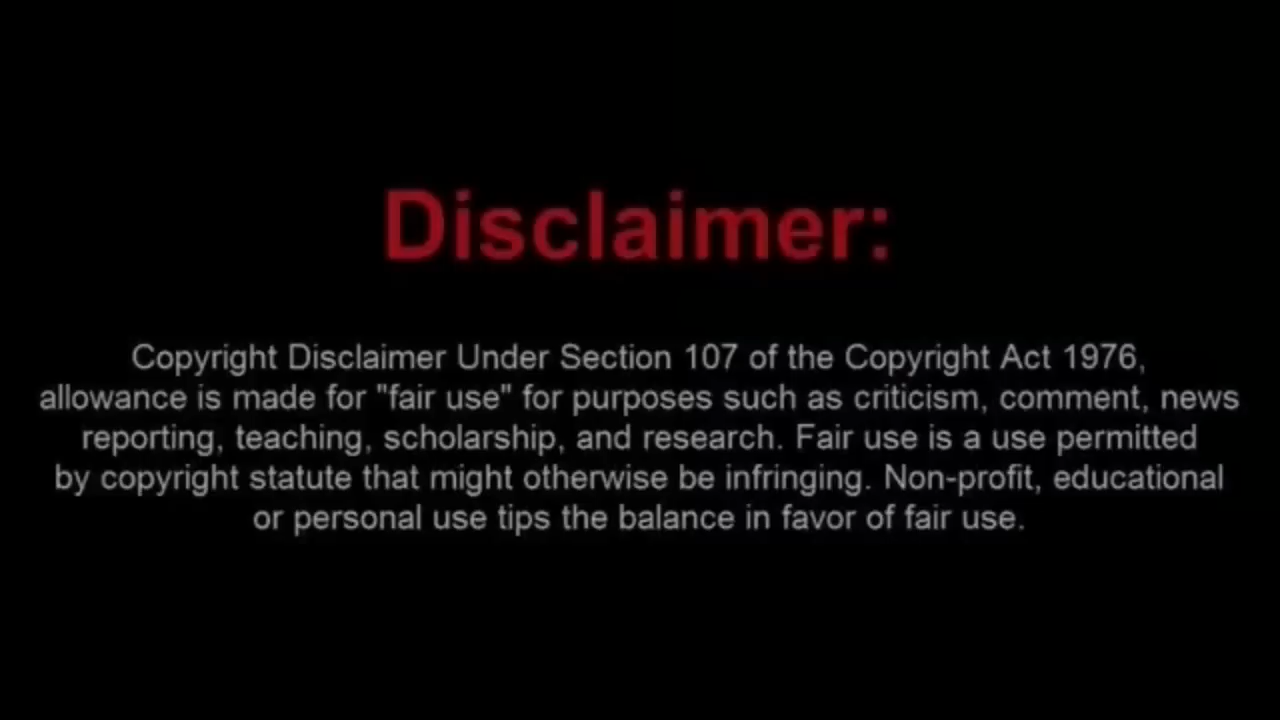 Disclaimer:
Copyright Disclaimer Under Section 107 of the Copyright Act 1976,
allowance is made for "fair use" for purposes such as criticism, comment, news
reporting, teaching, scholarship, and research. Fair use is a use permitted
by copyright statute that might otherwise be infringing. Non-profit, educational
or personal use tips the balance in favor of fair use.